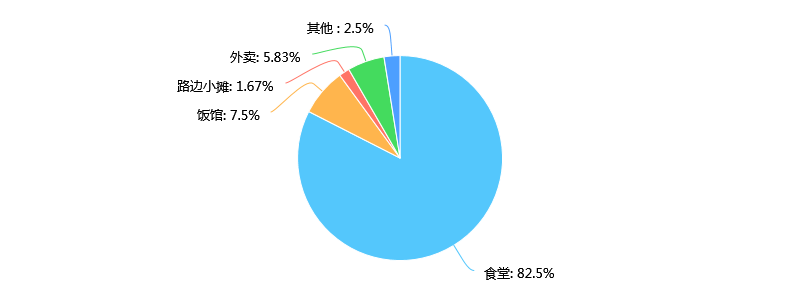 其他 : 2.5%
外卖: 5.83%
路边小摊: 1.67%
饭馆: 7.5%
食堂: 82.5%